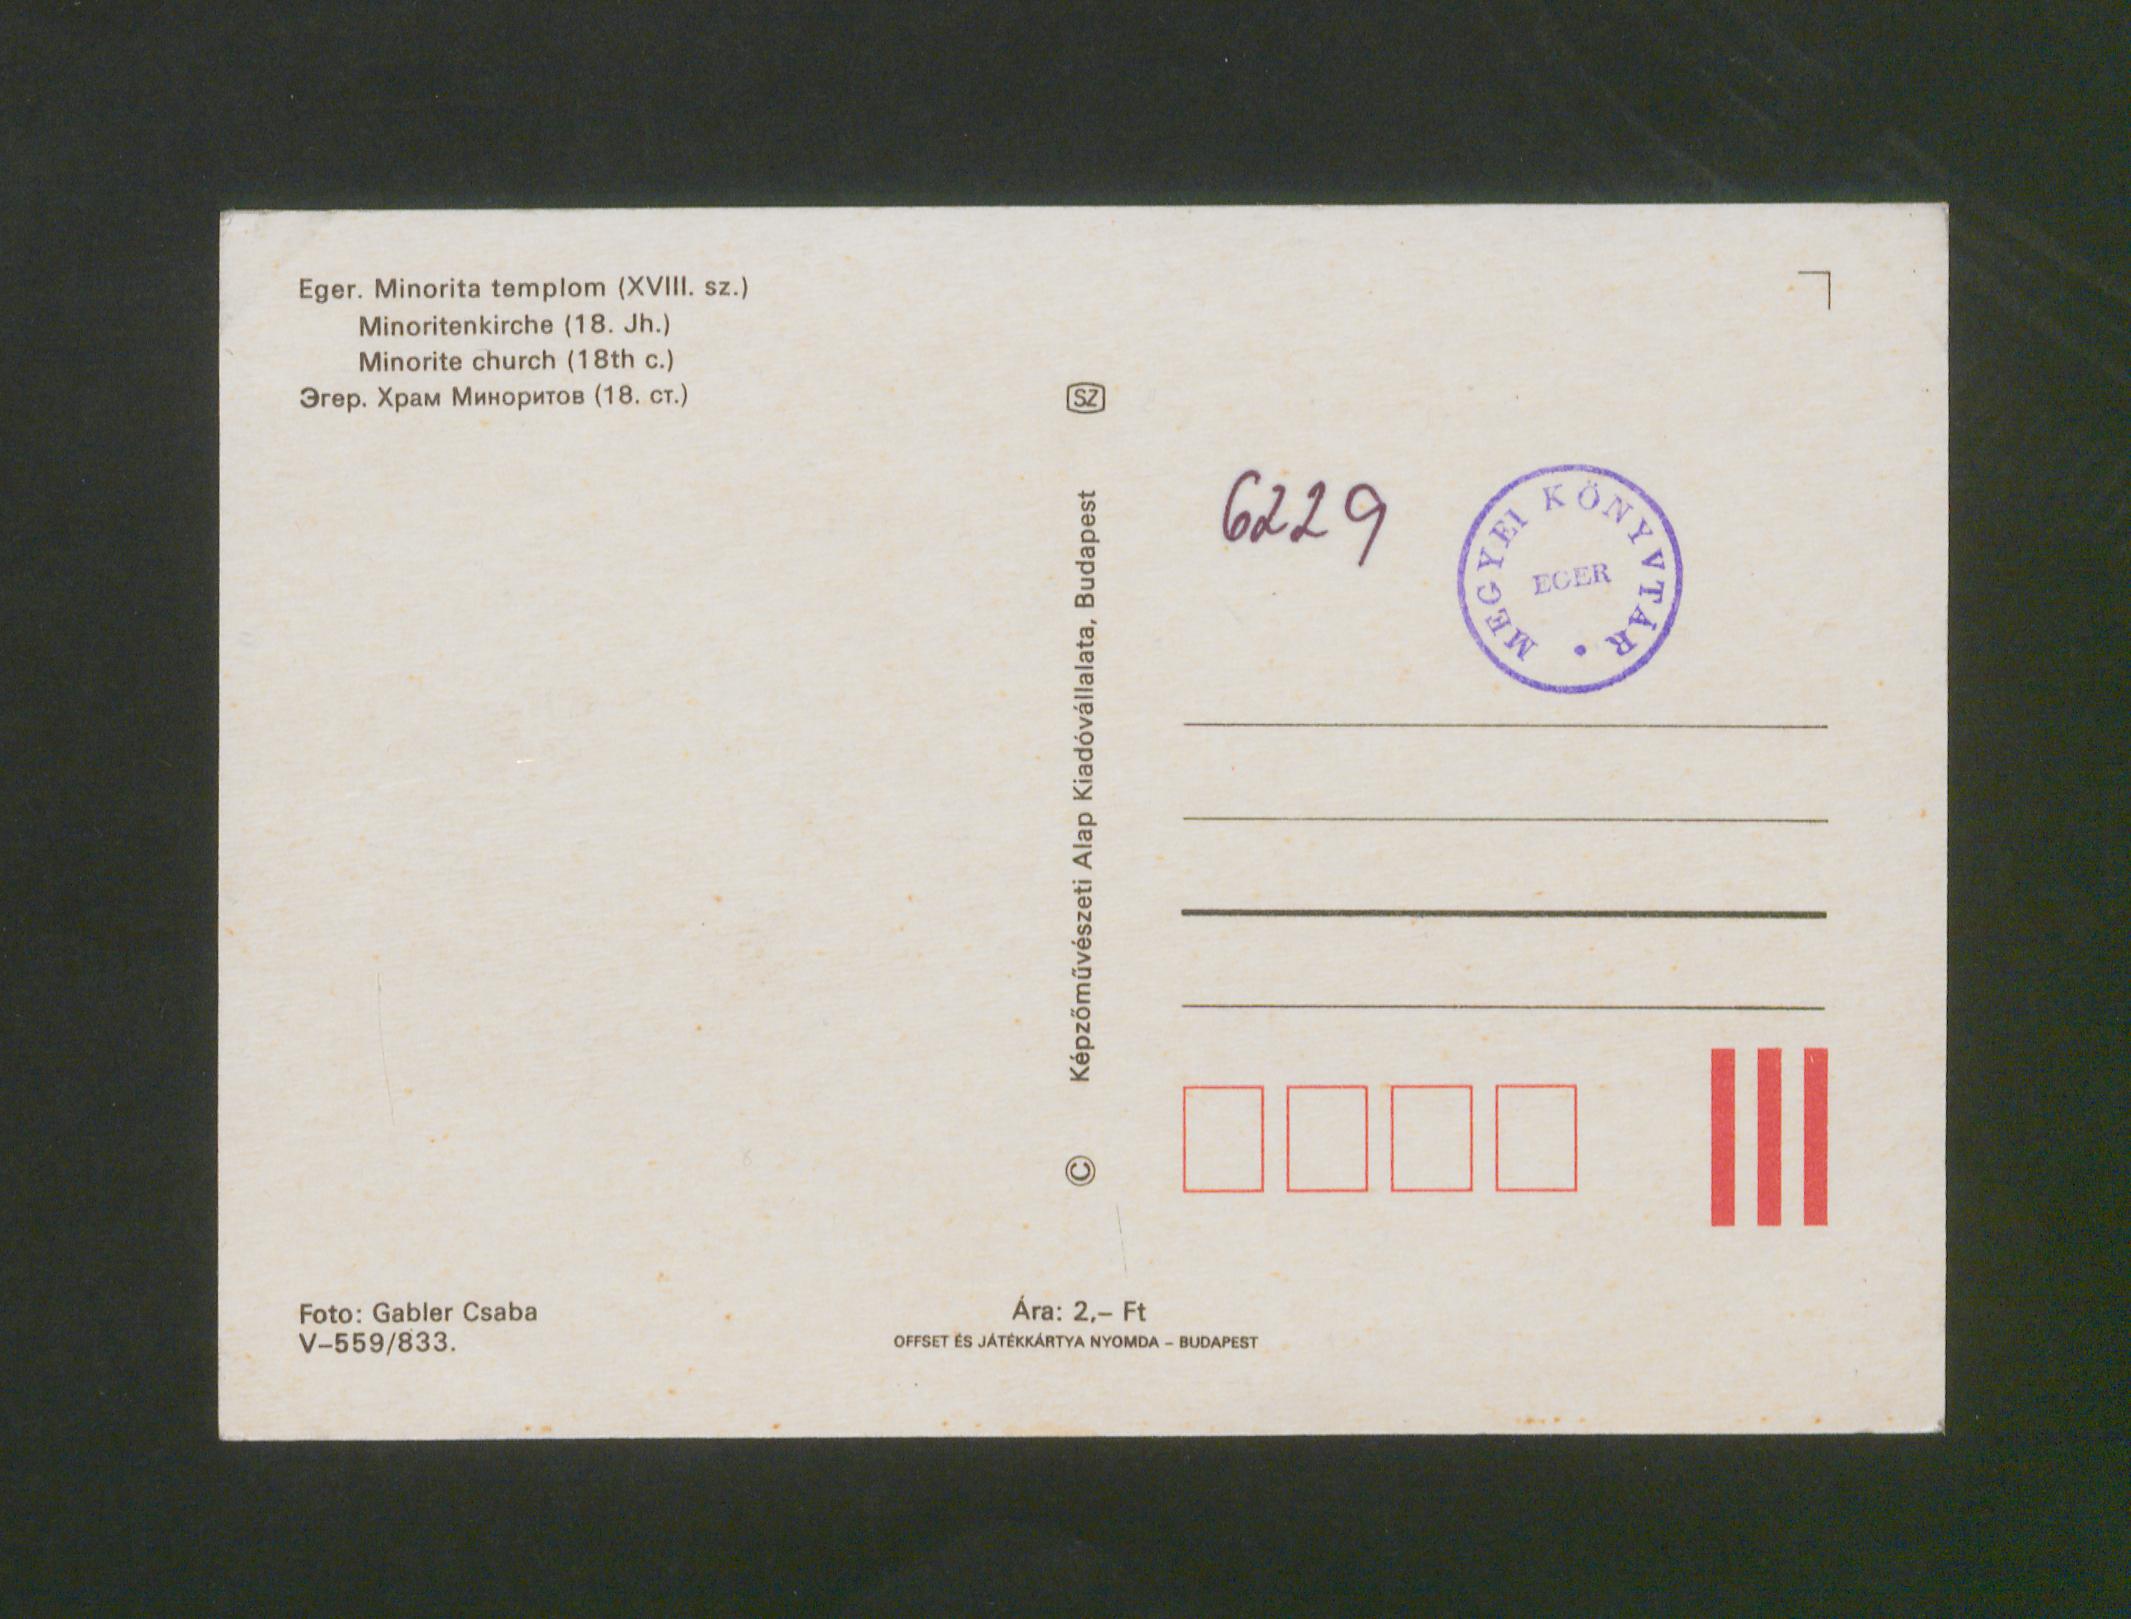 Eger. Minorita templom (XVIII. sz.)
Minoritenkirche (18. Jh.)
Minorite church (18th c.)
Эгер. Храм Миноритов (18. ст.)
SZ
© Képzőművészeti Alap Kiadóvállalata, Budapest
6229
MEGYEI KÖNYVTÁR
EGER
Foto: Gabler Csaba
V–559/833.
Ára: 2,– Ft
OFFSET ÉS JÁTÉKKÁRTYA NYOMDA – BUDAPEST